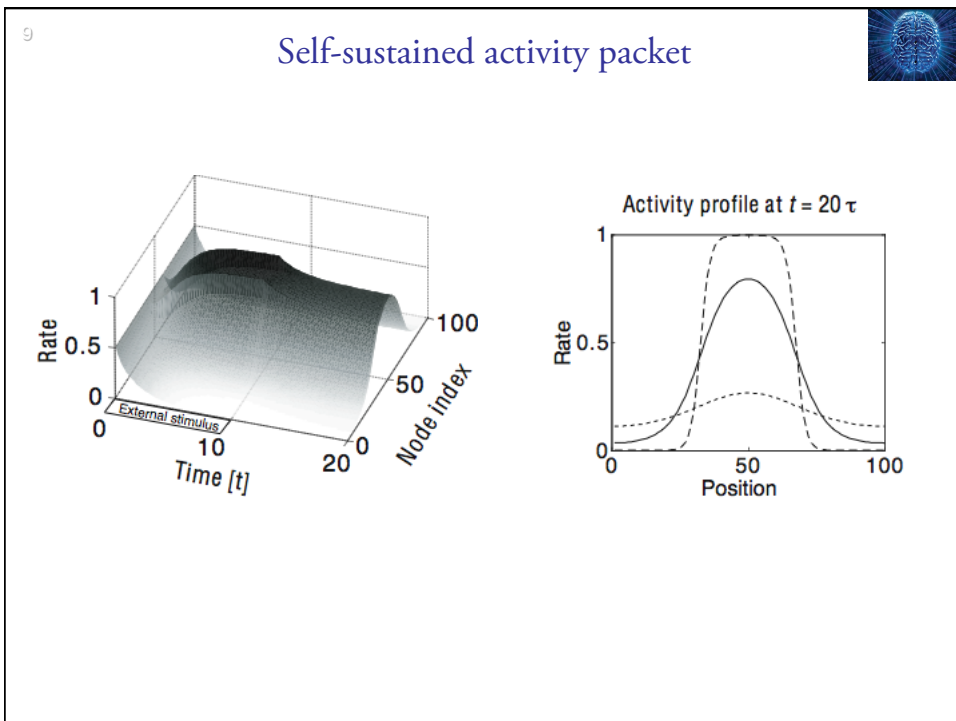 9
Self-sustained activity packet
1
0.5
0
Rate
External stimulus
0
10
20
Time [t]
0
50
100
Node index
Activity profile at t = 20 τ
1
0.5
0
Rate
0
50
100
Position